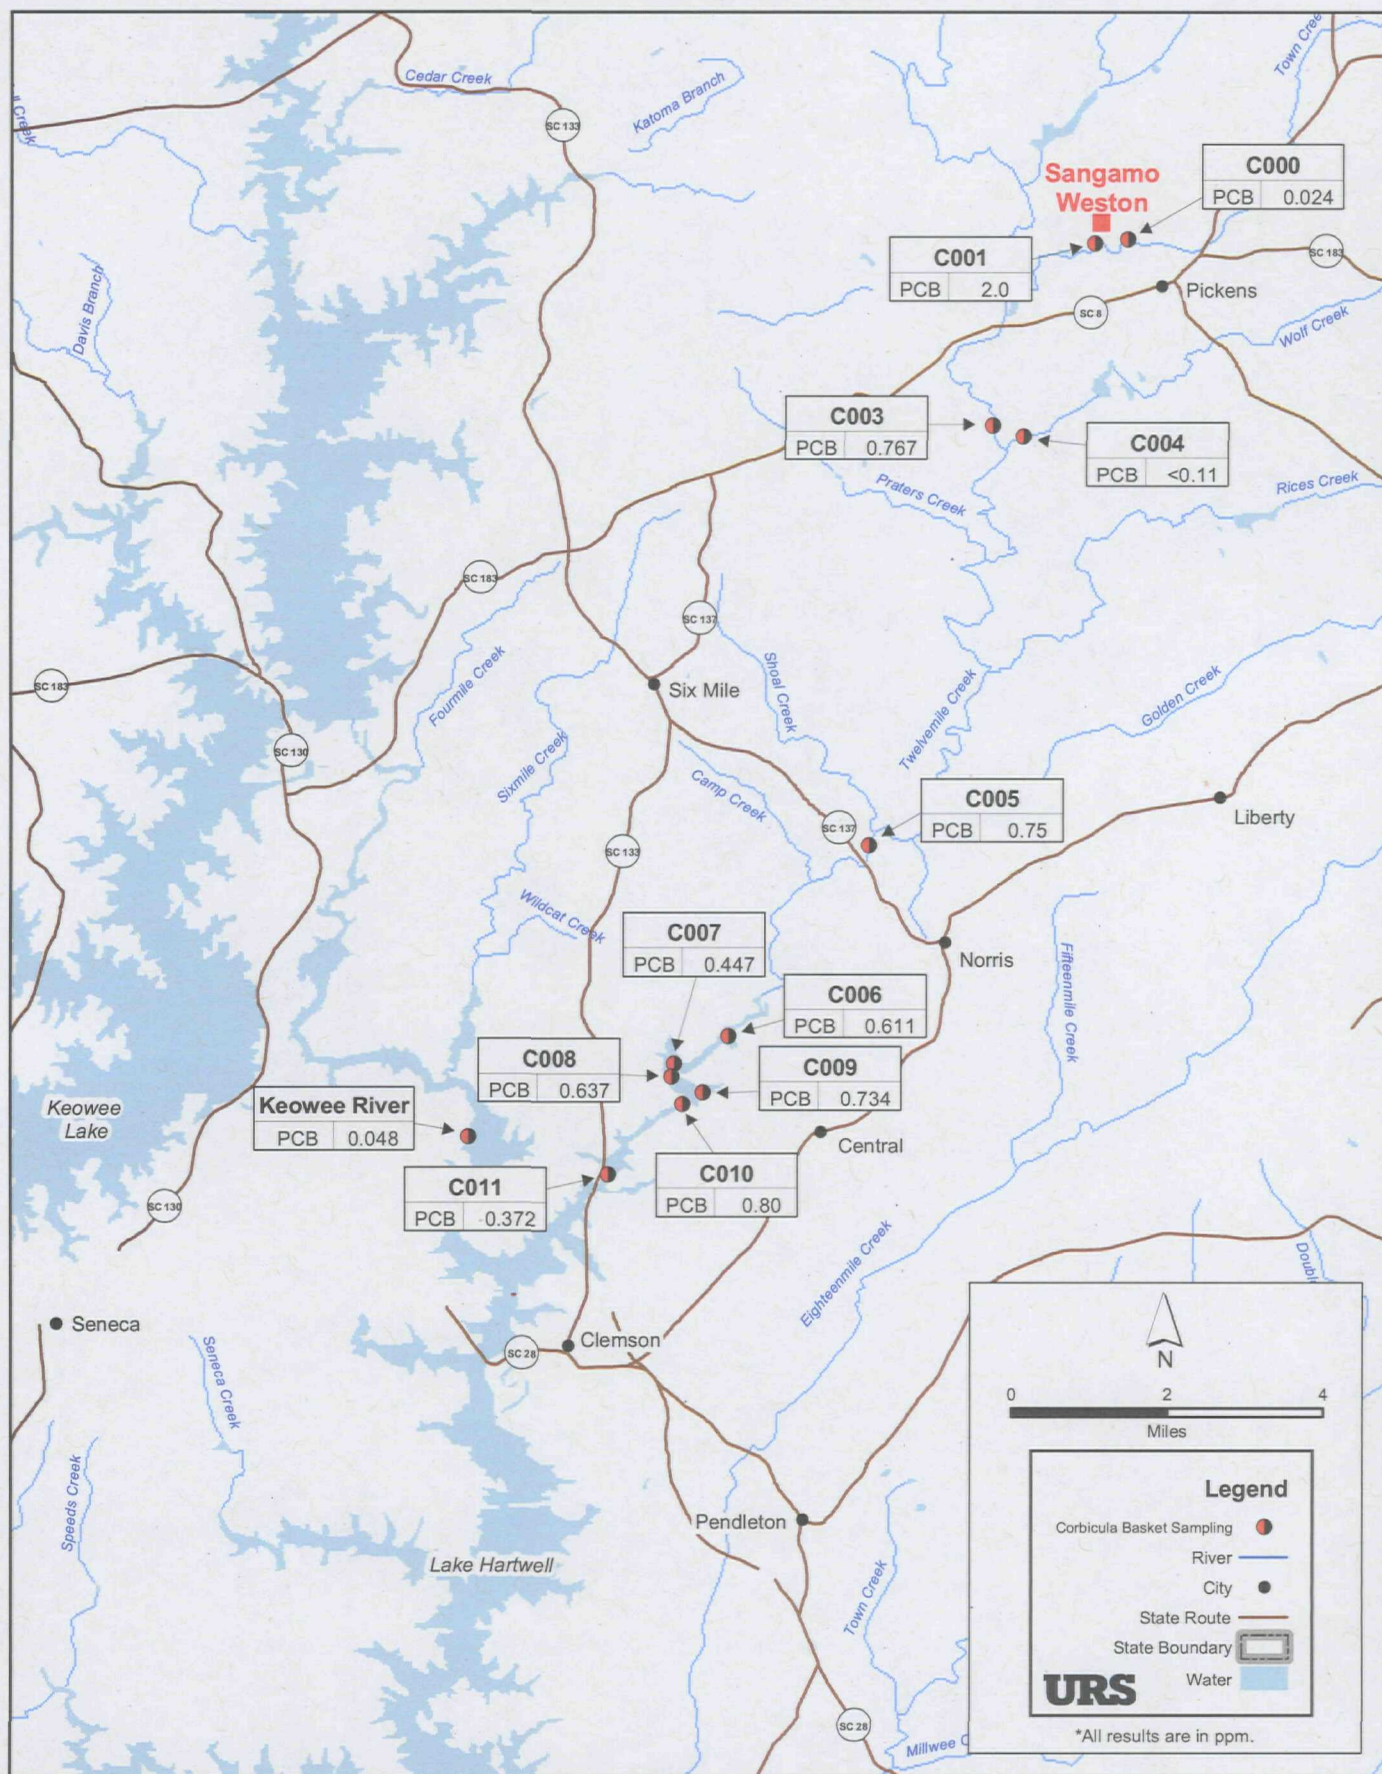 Town Cree
Cedar Creek
Katoma Branch
ll Creek
SC 133
C000
PCB 0.024
Sangamo
Weston
C001
PCB 2.0
SC 183
Pickens
SC 8
Davis Branch
Wolf Creek
C003
PCB 0.767
C004
PCB <0.11
Praters Creek
Rices Creek
SC 183
SC 137
SC 183
Six Mile
Fourmile Creek
Shoal Creek
Golden Creek
Twelvemile Creek
SC 130
Sixmile Creek
Camp Creek
C005
PCB 0.75
Liberty
SC 137
SC 133
Wildcat Creek
C007
PCB 0.447
Norris
Fifteenmile Creek
C006
PCB 0.611
C008
PCB 0.637
C009
PCB 0.734
Keowee
Lake
Keowee River
PCB 0.048
Central
C011
PCB 0.372
C010
PCB 0.80
SC 130
Eighteenmile Creek
Doubl
Seneca
Clemson
SC 28
Seneca Creek
N
0 2 4
Miles
Speeds Creek
Pendleton
Lake Hartwell
Town Creek
Legend
Corbicula Basket Sampling
River
City
State Route
State Boundary
Water
URS
SC 28
Millwee C
*All results are in ppm.